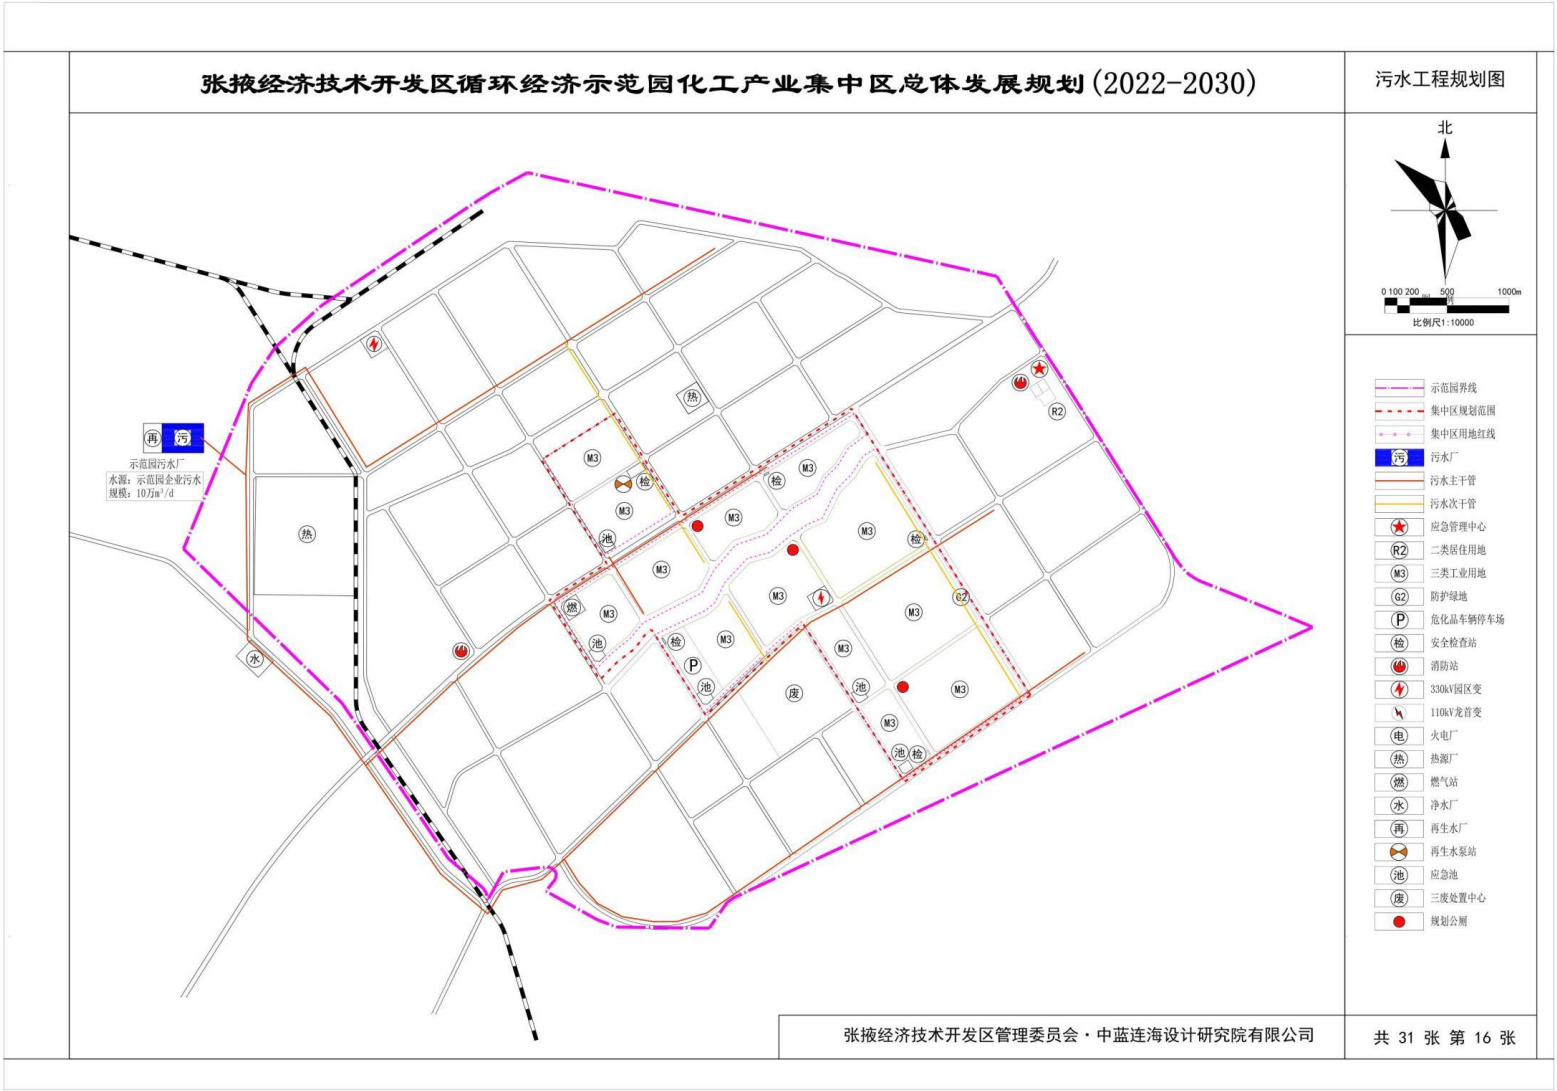 张掖经济技术开发区循环经济示范园化工产业集中区总体发展规划(2022-2030)
污水工程规划图
北
0 100 200 500 1000m
比例尺1:10000
示范园界线
集中区规划范围
集中区用地红线
污 污水厂
污水主干管
污水次干管
应急管理中心
R2 二类居住用地
M3 三类工业用地
G2 防护绿地
P 危化品车辆停车场
检 安全检查站
消防站
330kV园区变
110kV龙首变
电 火电厂
热 热源厂
燃 燃气站
水 净水厂
再 再生水厂
再生水泵站
池 应急池
废 三废处置中心
规划公厕
再 污
示范园污水厂
水源: 示范园企业污水
规模: 10万m³/d
热
R2
热
M3
检
M3
检
M3
池
M3
M3
检
M3
燃
M3
M3
G2
M3
池
检
M3
M3
水
P
池
废
池
M3
M3
池
检
张掖经济技术开发区管理委员会·中蓝连海设计研究院有限公司
共 31 张 第 16 张